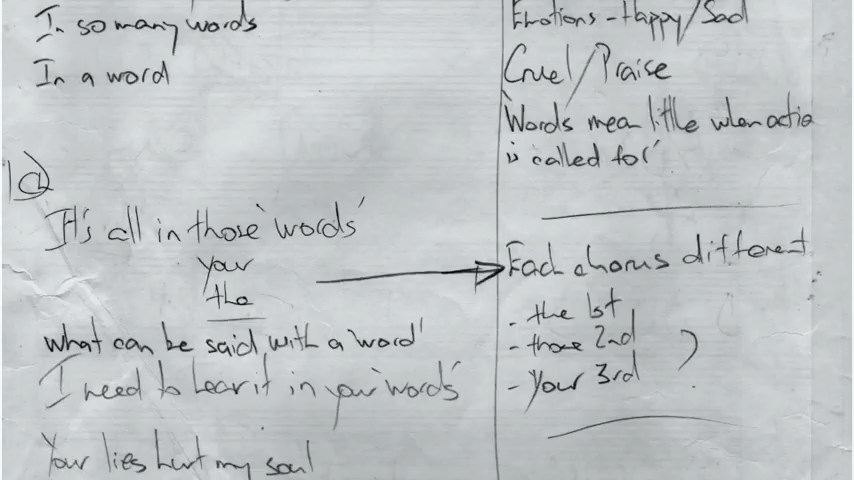 In so many words
In a word
1a)
It's all in those 'words'
your
the
what can be said with a 'word'
I need to hear it in your 'words'
Your lies hurt my soul
Emotions - Happy/Sad
Cruel/Praise
'Words mean little when actio
is called for'
Each chorus different
- the 1st
- those 2nd
- your 3rd
?